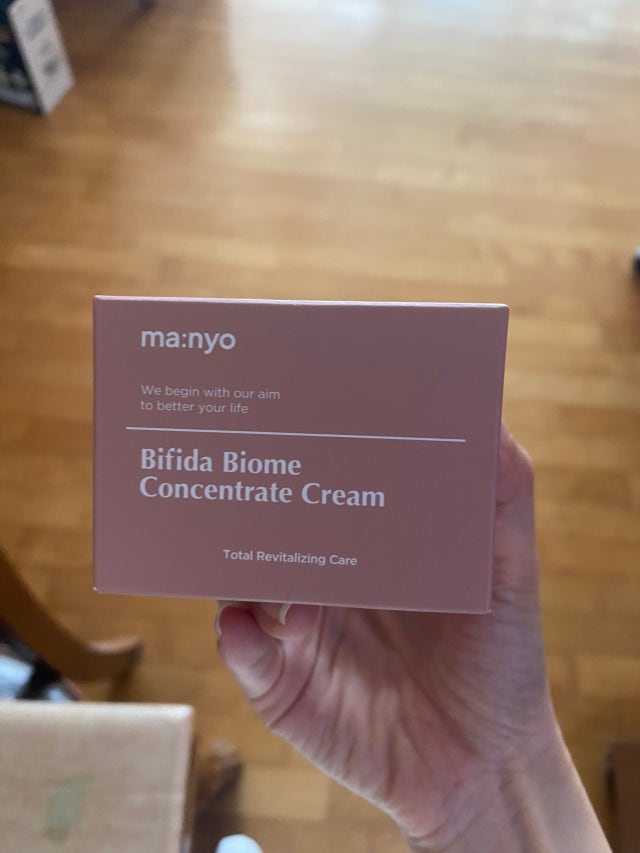 ma:nyo
We begin with our aim
to better your life
Bifida Biome
Concentrate Cream
Total Revitalizing Care